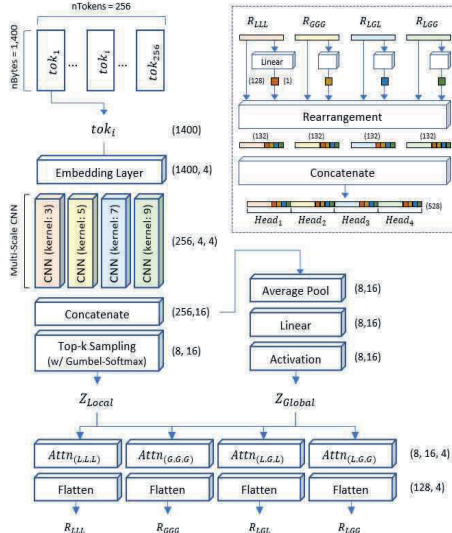 nTokens = 256
nBytes = 1,400
tok1 ... toki ... tok256
toki (1400)
Embedding Layer (1400, 4)
Multi-Scale CNN
CNN (kernel: 3)
CNN (kernel: 5)
CNN (kernel: 7)
CNN (kernel: 9)
(256, 4, 4)
Concatenate (256,16)
Top-k Sampling
(w/ Gumbel-Softmax)
(8, 16)
Average Pool (8,16)
Linear (8,16)
Activation (8,16)
ZLocal ZGlobal
Attn(L.L.L) Attn(G.G.G) Attn(L.G.L) Attn(L.G.G) (8, 16, 4)
Flatten Flatten Flatten Flatten (128, 4)
RLLL RGGG RLGL RLGG
RLLL RGGG RLGL RLGG
Linear
(128) (1)
Rearrangement
(132) (132) (132) (132)
Concatenate
(528)
Head1 Head2 Head3 Head4